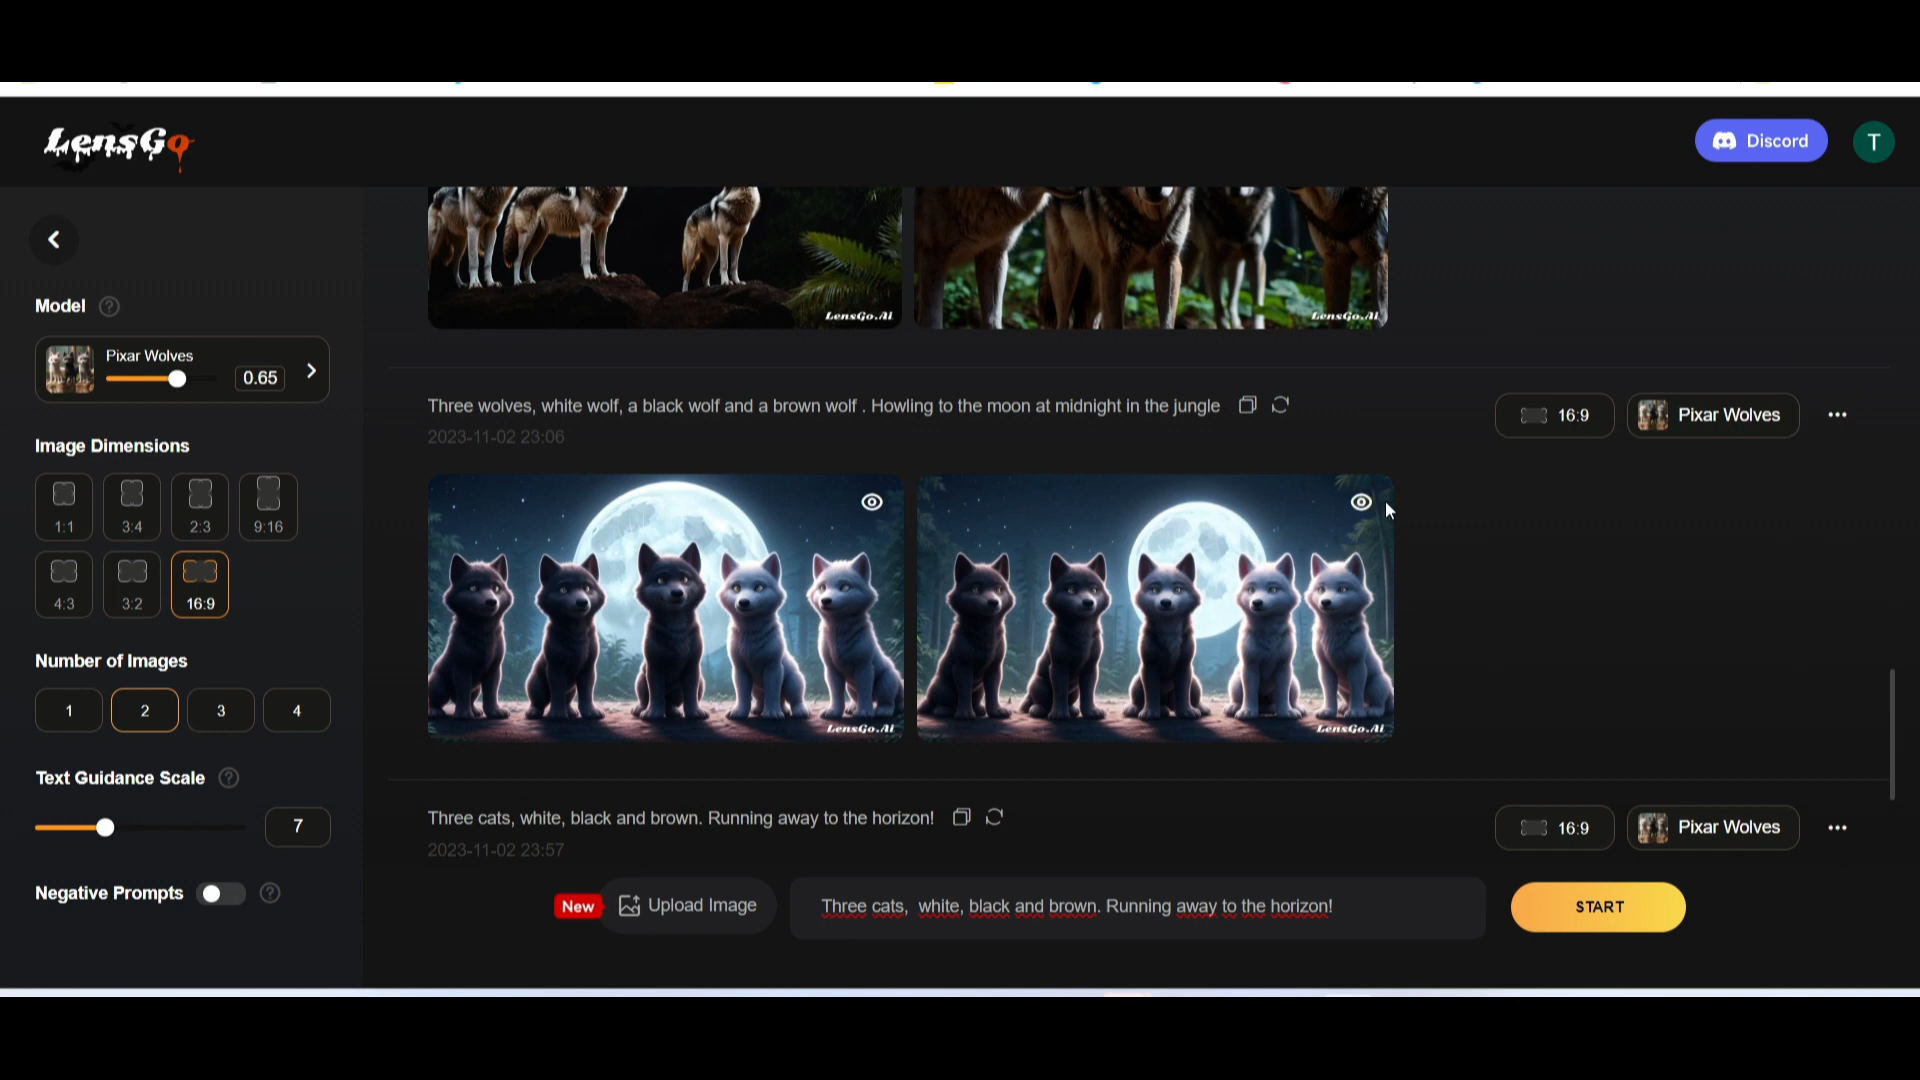 LensGo
Discord
T
Model ?
Pixar Wolves
0.65
Image Dimensions
1:1
3:4
2:3
9:16
4:3
3:2
16:9
Number of Images
1
2
3
4
Text Guidance Scale ?
7
Negative Prompts ?
LensGo.Ai
LensGo.Ai
Three wolves, white wolf, a black wolf and a brown wolf . Howling to the moon at midnight in the jungle
2023-11-02 23:06
16:9
Pixar Wolves
LensGo.Ai
LensGo.Ai
Three cats, white, black and brown. Running away to the horizon!
2023-11-02 23:57
16:9
Pixar Wolves
New
Upload Image
Three cats,  white, black and brown. Running away to the horizon!
START